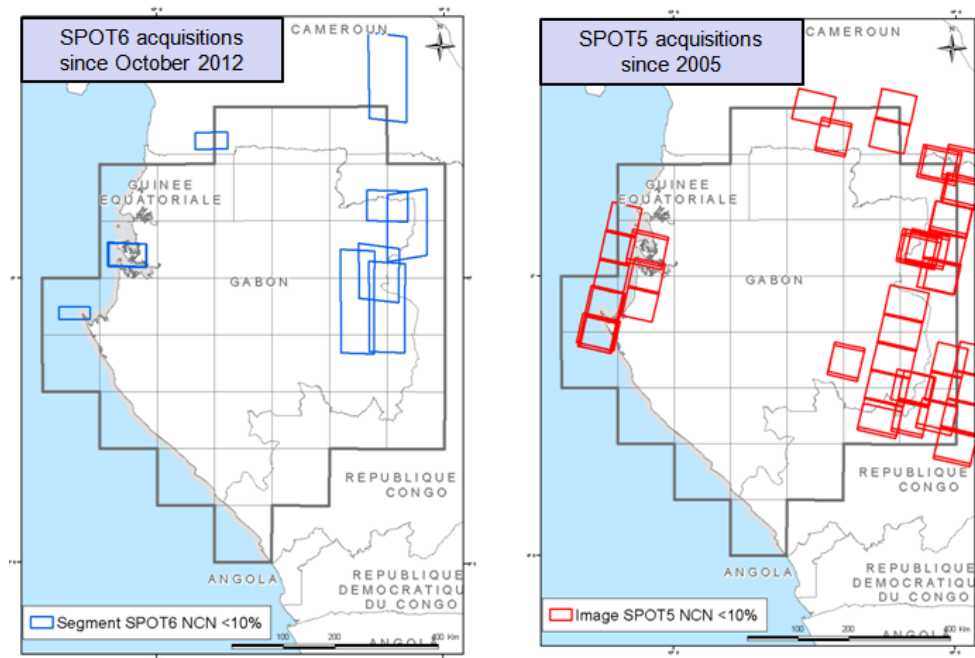 SPOT6 acquisitions
since October 2012
CAMEROUN
N
GUINEE
EQUATORIALE
GABON
REPUBLIQUE
CONGO
ANGOLA
REPUBLIQUE
DEMOCRATIQU
DU CONGO
ANGOLA
Segment SPOT6 NCN <10%
100
200
400 Km
SPOT5 acquisitions
since 2005
CAMEROUN
GUINEE
EQUATORIALE
GABON
REPUBLIQUE
CONGO
ANGOLA
REPUBLIQUE
DEMOCRATIQUE
DU CONGO
ANGOLA
Image SPOT5 NCN <10%
100
200
400 Km